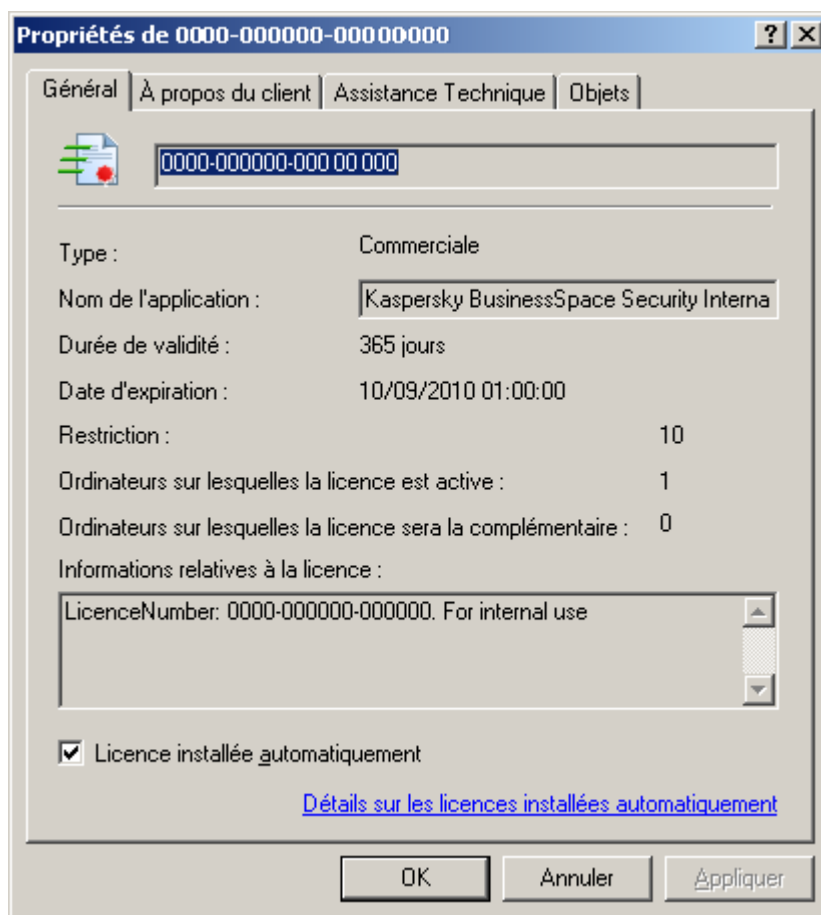 Propriétés de 0000-000000-00000000
Général À propos du client Assistance Technique Objets
0000-000000-000 00 000
Type : Commerciale
Nom de l'application : Kaspersky BusinessSpace Security Interna
Durée de validité : 365 jours
Date d'expiration : 10/09/2010 01:00:00
Restriction : 10
Ordinateurs sur lesquelles la licence est active : 1
Ordinateurs sur lesquelles la licence sera la complémentaire : 0
Informations relatives à la licence :
LicenceNumber: 0000-000000-000000. For internal use
Licence installée automatiquement
Détails sur les licences installées automatiquement
OK Annuler Appliquer